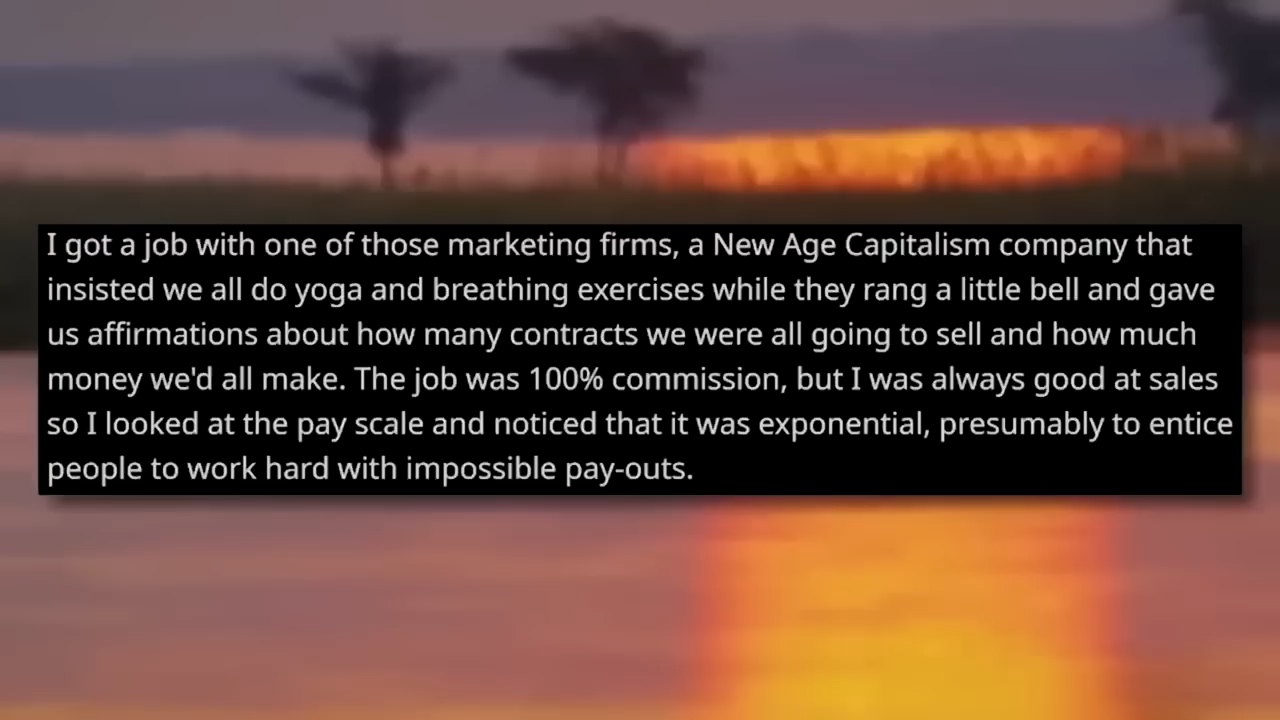 I got a job with one of those marketing firms, a New Age Capitalism company that
insisted we all do yoga and breathing exercises while they rang a little bell and gave
us affirmations about how many contracts we were all going to sell and how much
money we'd all make. The job was 100% commission, but I was always good at sales
so I looked at the pay scale and noticed that it was exponential, presumably to entice
people to work hard with impossible pay-outs.